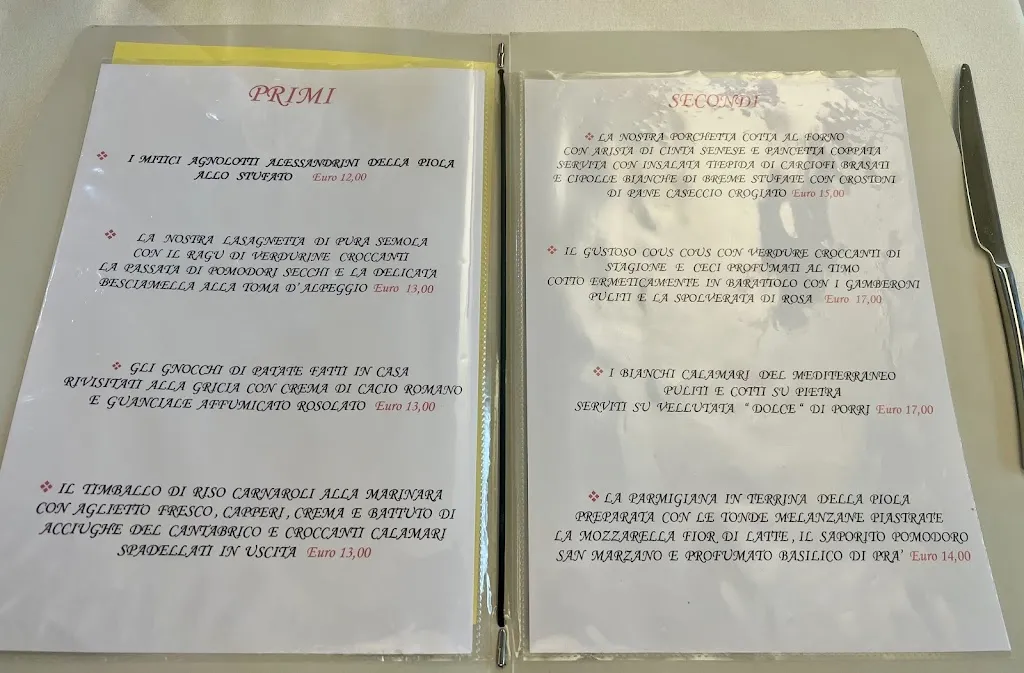 PRIMI
❖ I MITICI AGNOLOTTI ALESSANDRINI DELLA PIOLA
ALLO STUFATO Euro 12,00
❖ LA NOSTRA LASAGNETTA DI PURA SEMOLA
CON IL RAGU DI VERDURINE CROCCANTI
LA PASSATA DI POMODORI SECCHI E LA DELICATA
BESCIAMELLA ALLA TOMA D'ALPEGGIO Euro 13,00
❖ GLI GNOCCHI DI PATATE FATTI IN CASA
RIVISITATI ALLA GRICIA CON CREMA DI CACIO ROMANO
E GUANCIALE AFFUMICATO ROSOLATO Euro 13,00
❖ IL TIMBALLO DI RISO CARNAROLI ALLA MARINARA
CON AGLIETTO FRESCO, CAPPERI, CREMA E BATTUTO DI
ACCIUGHE DEL CANTABRICO E CROCCANTI CALAMARI
SPADELLATI IN USCITA Euro 13,00
SECONDI
❖ LA NOSTRA PORCHETTA COTTA AL FORNO
CON ARISTA DI CINTA SENESE E PANCETTA COPPATA
SERVITA CON INSALATA TIEPIDA DI CARCIOFI BRASATI
E CIPOLLE BIANCHE DI BREME STUFATE CON CROSTONI
DI PANE CASECCIO CROGIATO Euro 15,00
❖ IL GUSTOSO COUS COUS CON VERDURE CROCCANTI DI
STAGIONE E CECI PROFUMATI AL TIMO
COTTO ERMETICAMENTE IN BARATTOLO CON I GAMBERONI
PULITI E LA SPOLVERATA DI ROSA Euro 17,00
❖ I BIANCHI CALAMARI DEL MEDITERRANEO
PULITI E COTTI SU PIETRA
SERVITI SU VELLUTATA "DOLCE" DI PORRI Euro 17,00
❖ LA PARMIGIANA IN TERRINA DELLA PIOLA
PREPARATA CON LE TONDE MELANZANE PIASTRATE
LA MOZZARELLA FIOR DI LATTE, IL SAPORITO POMODORO
SAN MARZANO E PROFUMATO BASILICO DI PRA' Euro 14,00